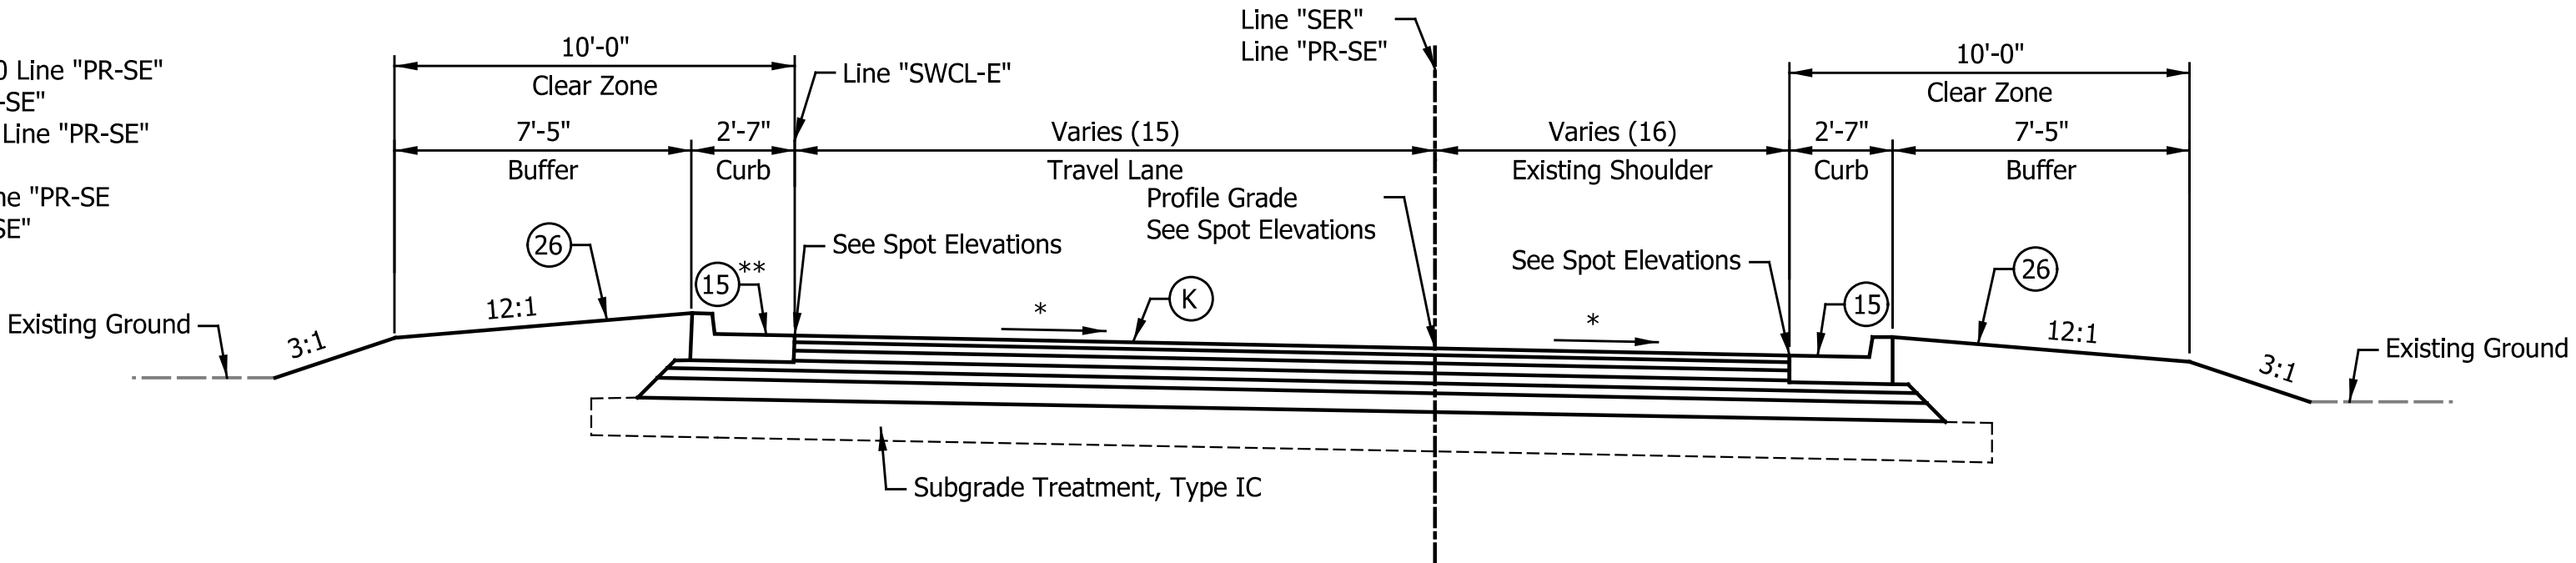 0 Line "PR-SE"
-SE"
Line "PR-SE"
ne "PR-SE
SE"
10'-0"
Clear Zone
Line "SWCL-E"
Line "SER"
Line "PR-SE"
10'-0"
Clear Zone
7'-5"
Buffer
2'-7"
Curb
Varies (15)
Travel Lane
Varies (16)
Existing Shoulder
2'-7"
Curb
7'-5"
Buffer
Profile Grade
See Spot Elevations
26
15
**
See Spot Elevations
See Spot Elevations
26
12:1
*
K
*
15
12:1
Existing Ground
3:1
3:1
Existing Ground
Subgrade Treatment, Type IC